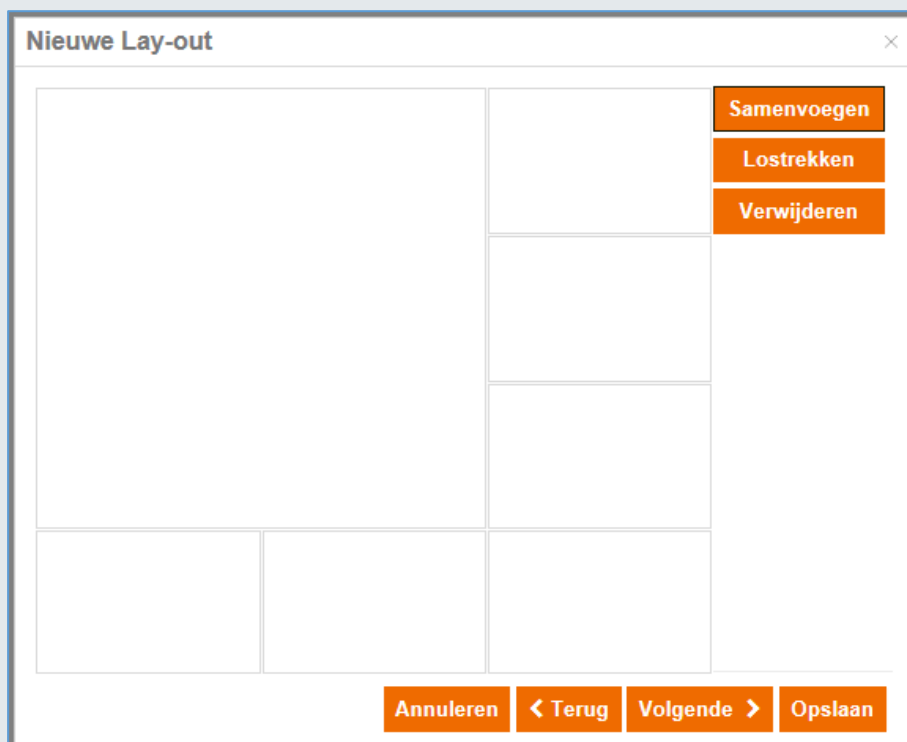 Nieuwe Lay-out
Samenvoegen
Lostrekken
Verwijderen
Annuleren
Terug
Volgende
Opslaan